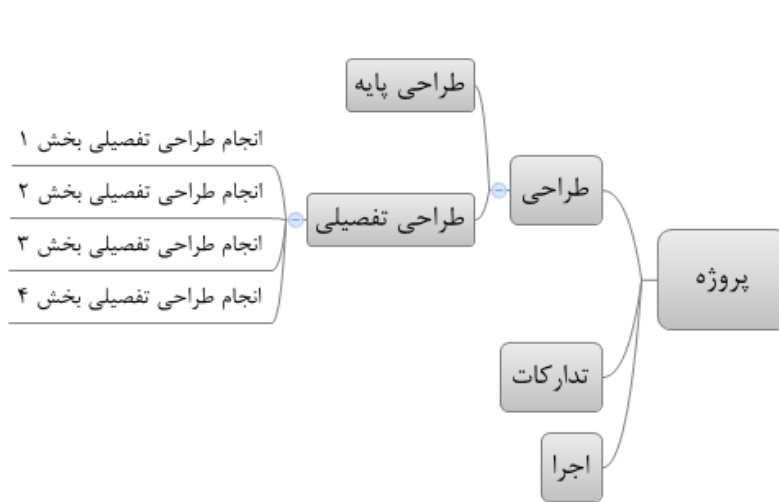 پروژه
طراحی
طراحی پایه
طراحی تفصیلی
انجام طراحی تفصیلی بخش ۱
انجام طراحی تفصیلی بخش ۲
انجام طراحی تفصیلی بخش ۳
انجام طراحی تفصیلی بخش ۴
تدارکات
اجرا